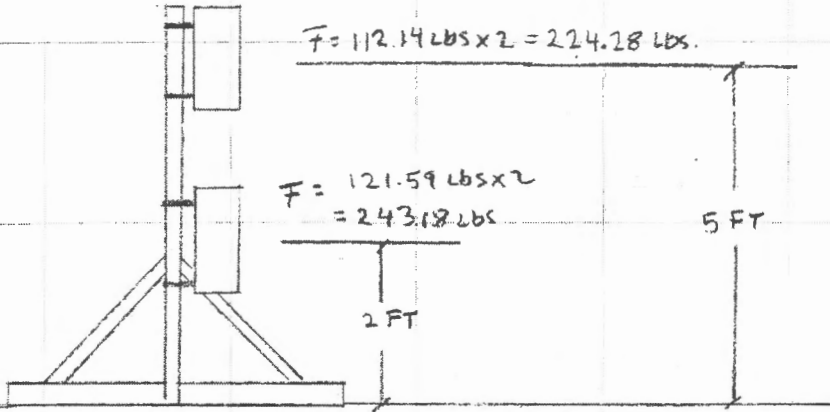 F= 112.14 LBS x 2 = 224.28 LBS.
F= 121.59 LBS x 2
= 243.18 LBS
5 FT
2 FT